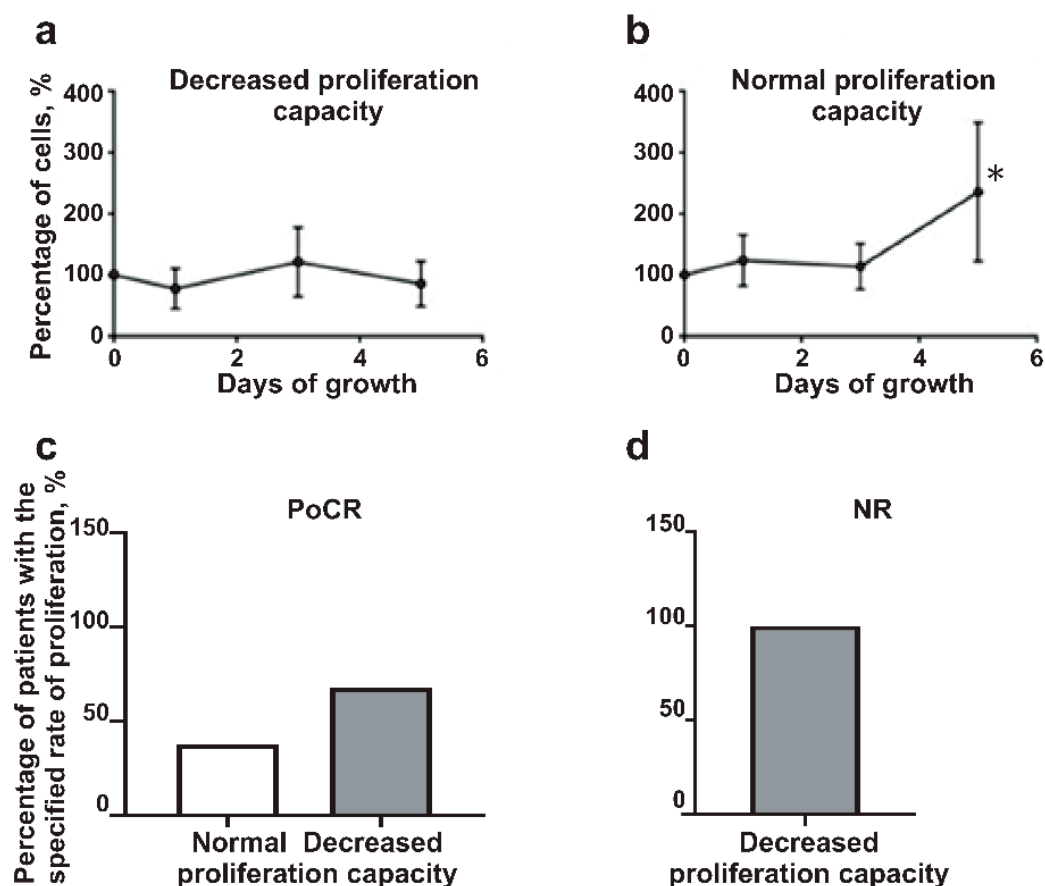 a
Decreased proliferation
capacity
Percentage of cells, %
400
300
200
100
0
0 2 4 6
Days of growth
b
Normal proliferation
capacity
400
300
200
100
0
*
0 2 4 6
Days of growth
c
PoCR
Percentage of patients with the
specified rate of proliferation, %
150
100
50
0
Normal Decreased
proliferation capacity
d
NR
150
100
50
0
Decreased
proliferation capacity